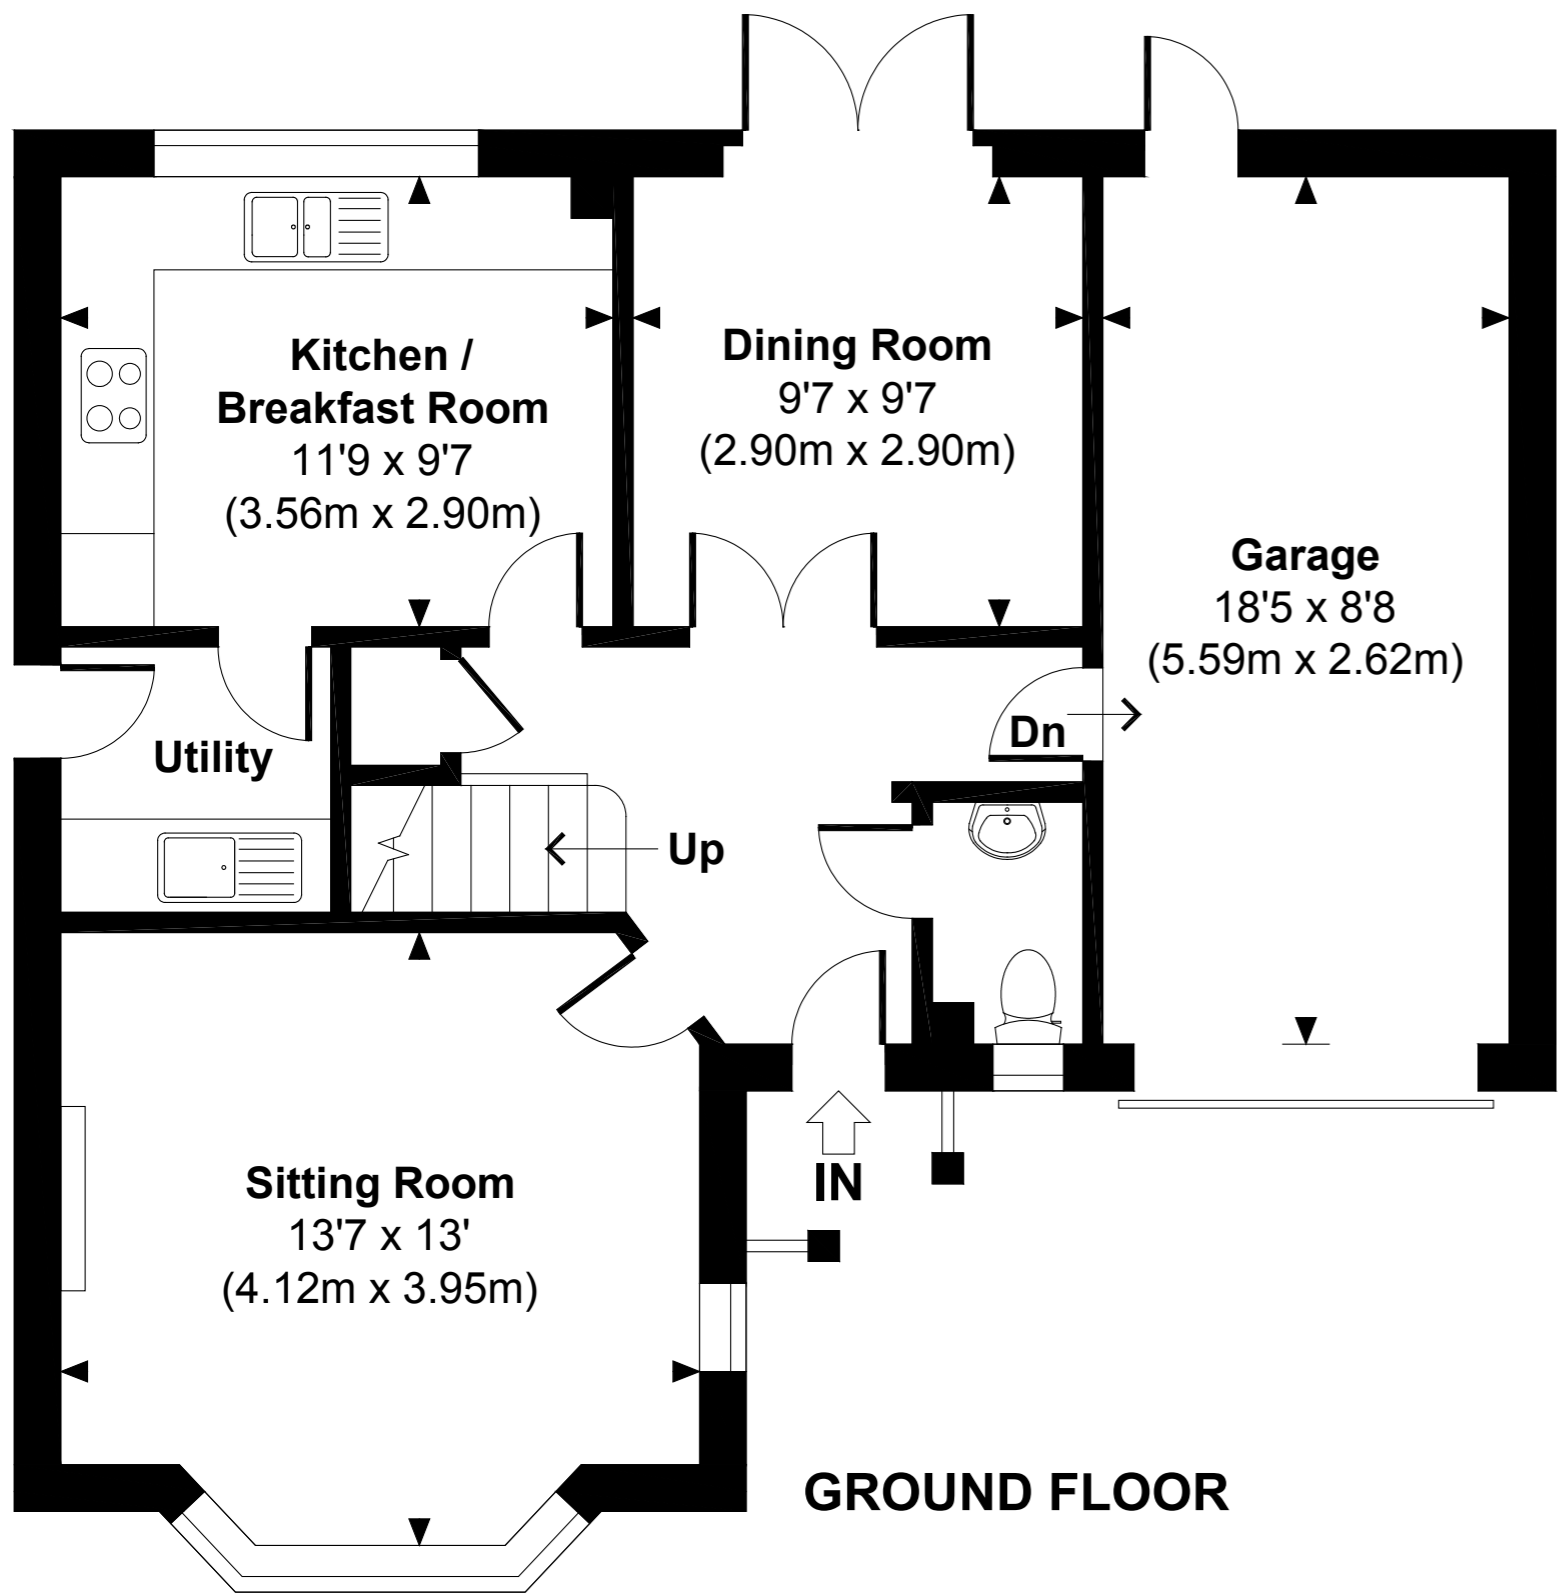 Kitchen /
Breakfast Room
11'9 x 9'7
(3.56m x 2.90m)
Dining Room
9'7 x 9'7
(2.90m x 2.90m)
Garage
18'5 x 8'8
(5.59m x 2.62m)
Utility
Dn
Up
Sitting Room
13'7 x 13'
(4.12m x 3.95m)
IN
GROUND FLOOR